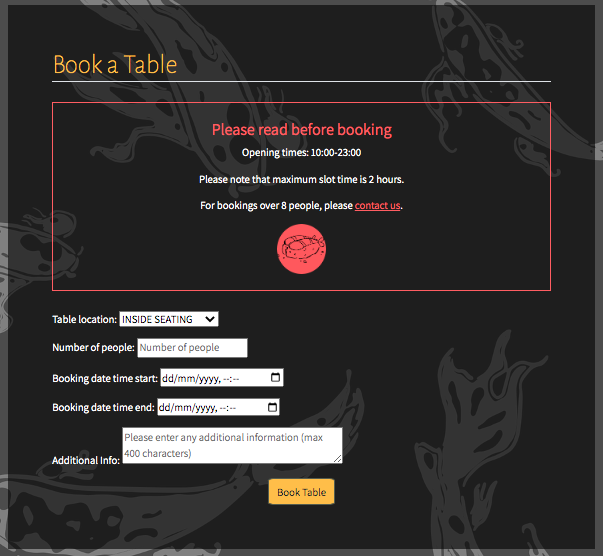 Book a Table
Please read before booking
Opening times: 10:00-23:00
Please note that maximum slot time is 2 hours.
For bookings over 8 people, please contact us.
Table location: INSIDE SEATING
Number of people: Number of people
Booking date time start: dd/mm/yyyy, --:--
Booking date time end: dd/mm/yyyy, --:--
Please enter any additional information (max
Additional Info: 400 characters)
Book Table